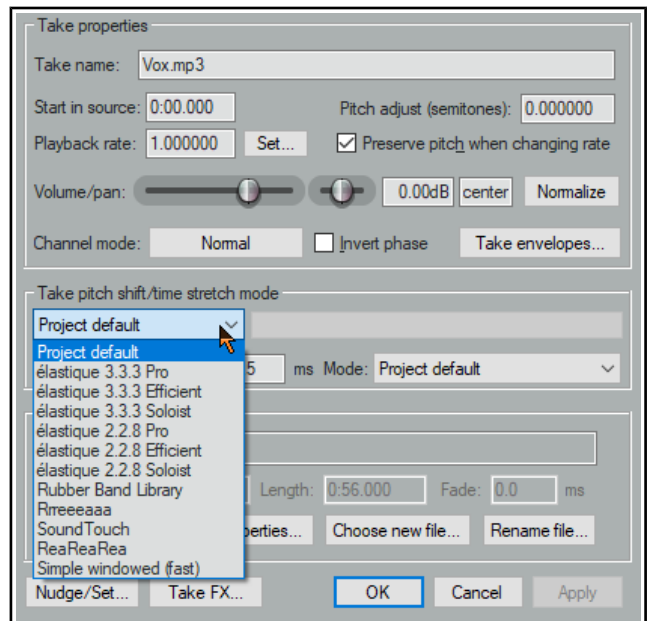 Take properties
Take name: Vox.mp3
Start in source: 0:00.000 Pitch adjust (semitones): 0.000000
Playback rate: 1.000000 Set... Preserve pitch when changing rate
Volume/pan: 0.00dB center Normalize
Channel mode: Normal Invert phase Take envelopes...
Take pitch shift/time stretch mode
Project default
Project default
élastique 3.3.3 Pro
5 ms Mode: Project default
élastique 3.3.3 Efficient
élastique 3.3.3 Soloist
élastique 2.2.8 Pro
élastique 2.2.8 Efficient
élastique 2.2.8 Soloist
Rubber Band Library
Length: 0:56.000 Fade: 0.0 ms
Rrreeeaaa
SoundTouch
Choose new file... Rename file...
ReaReaRea
Simple windowed (fast)
Nudge/Set... Take FX... OK Cancel Apply